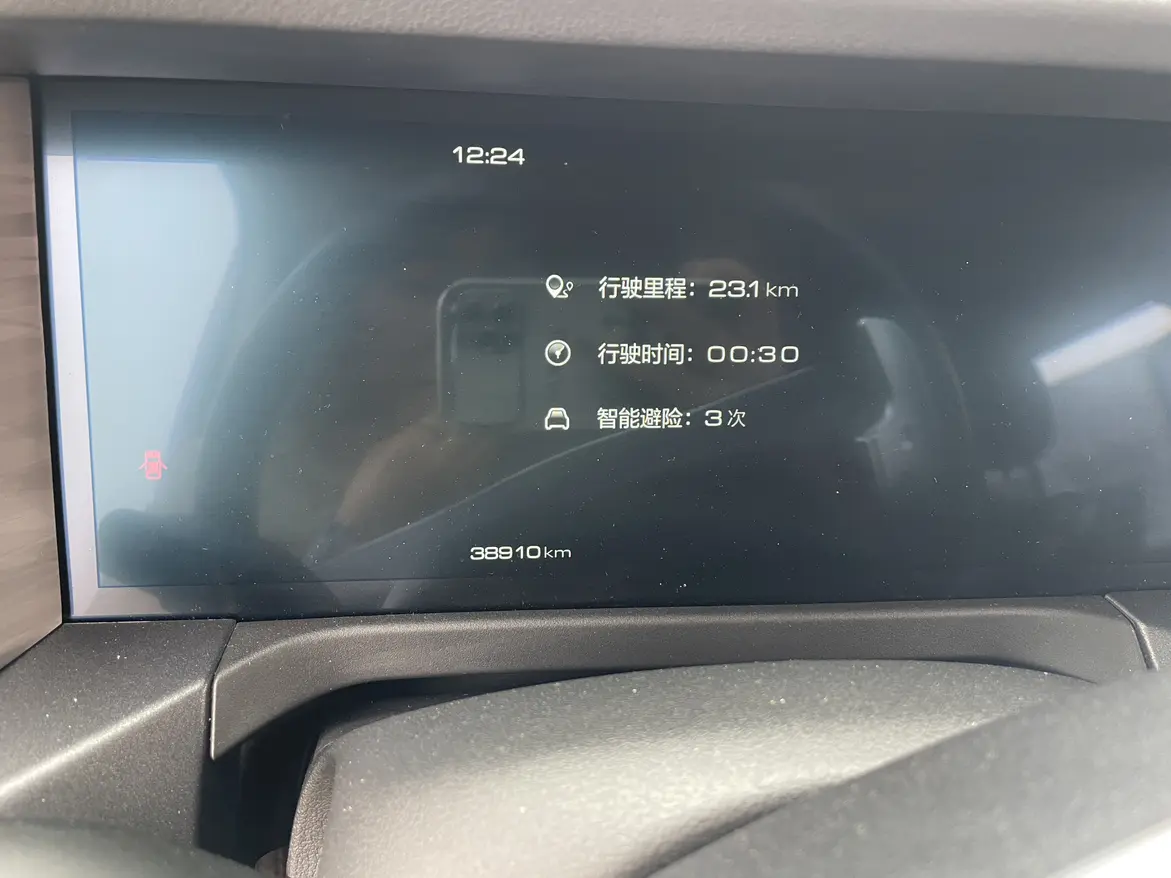 12:24
行驶里程：23.1 km
行驶时间：00:30
智能避险：3 次
38910 km